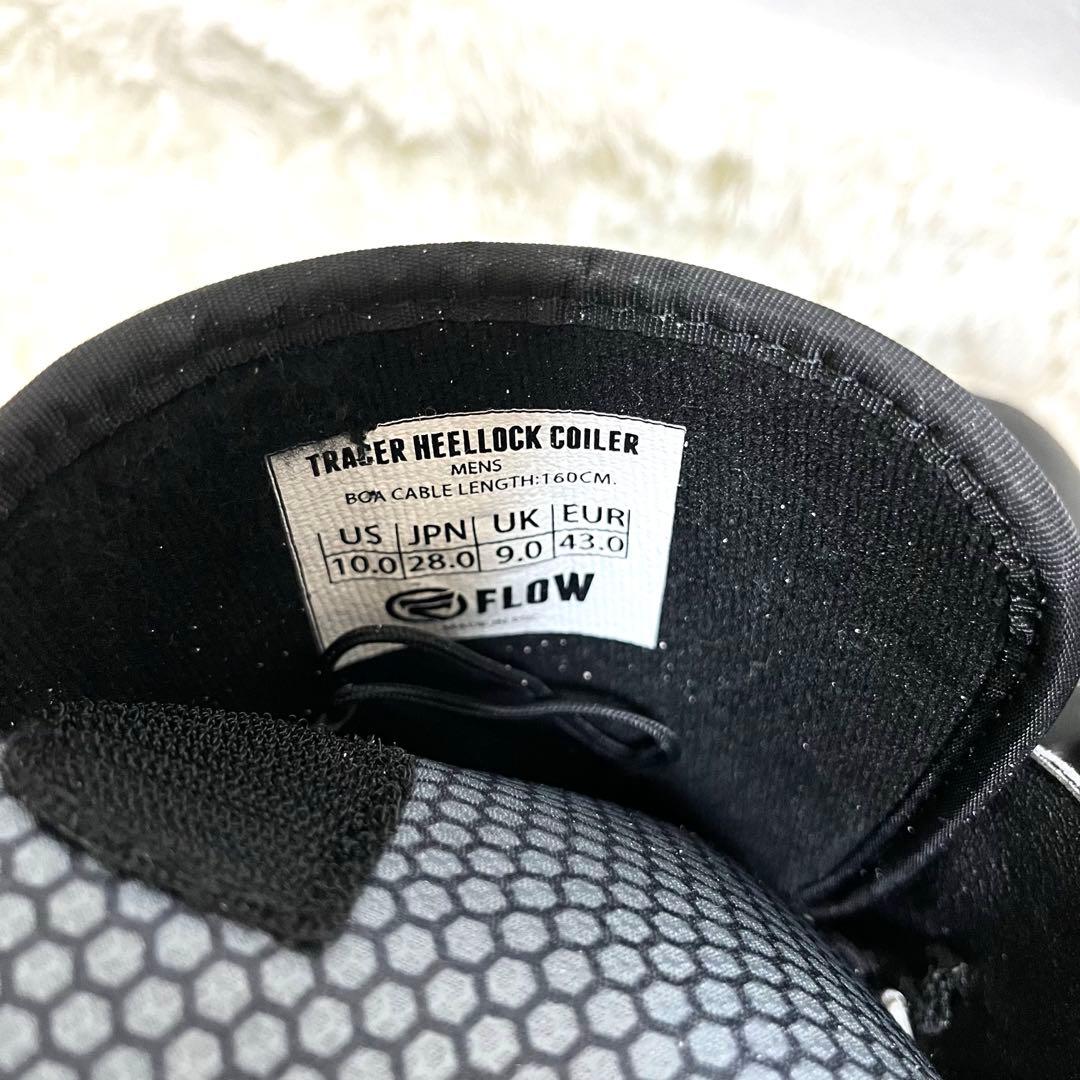 TRACER HEELLOCK COILER
MENS
BOA CABLE LENGTH:160CM.
US JPN UK EUR
10.0 28.0 9.0 43.0
FLOW